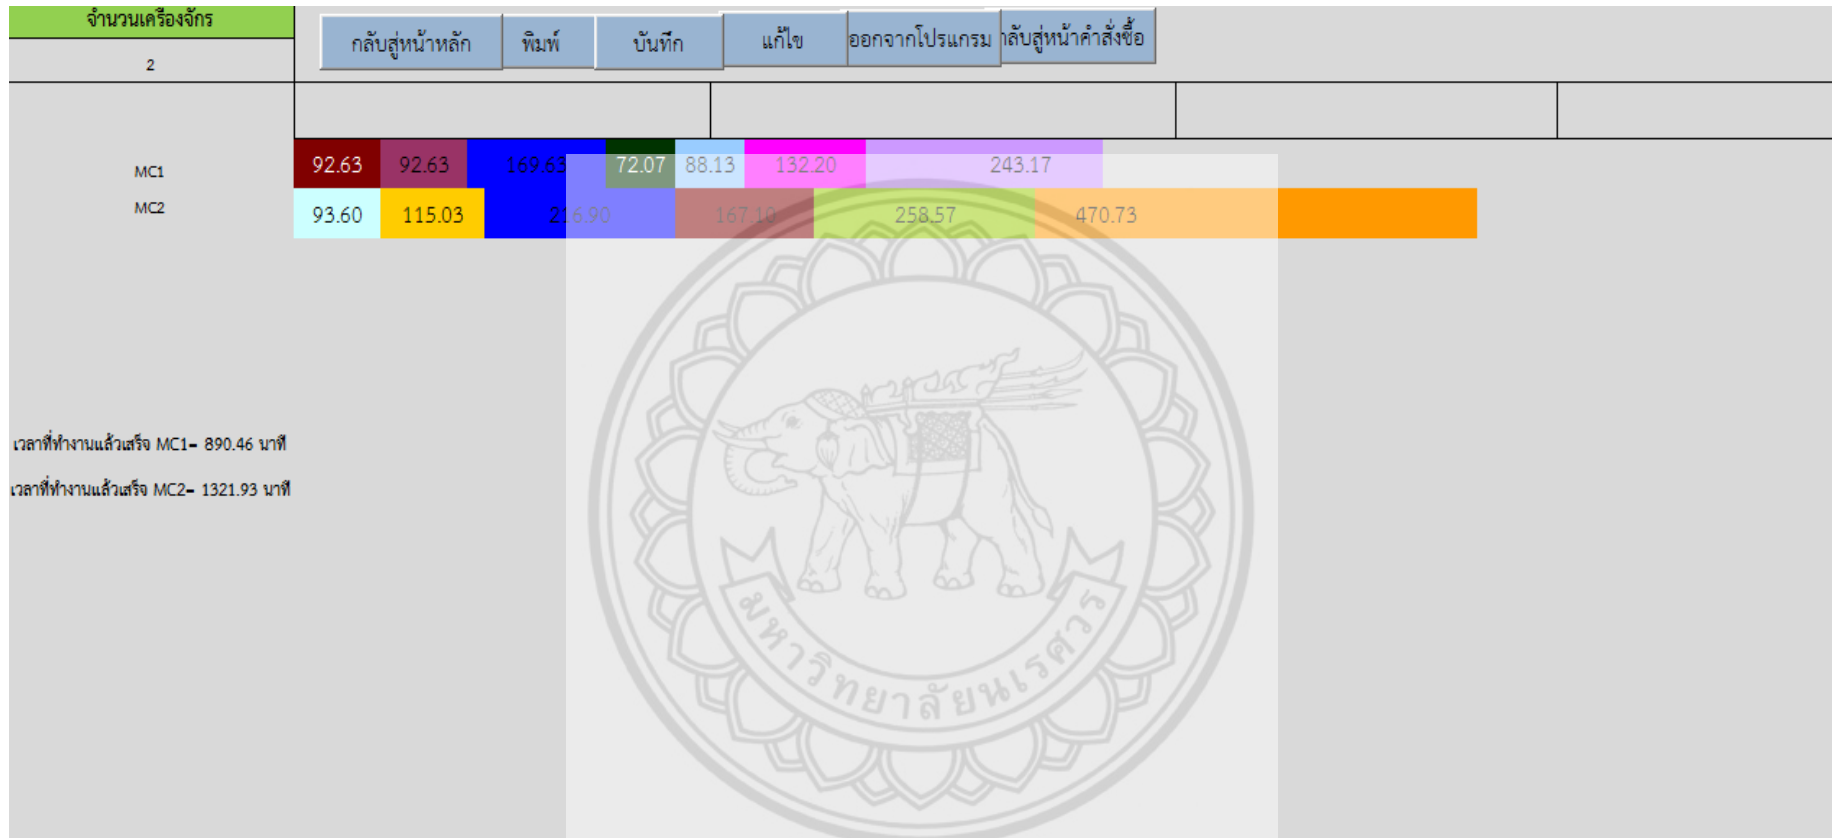 จำนวนเครื่องจักร
2
กลับสู่หน้าหลัก พิมพ์ บันทึก แก้ไข ออกจากโปรแกรม กลับสู่หน้าคำสั่งซื้อ
MC1 92.63 92.63 169.63 72.07 88.13 132.20 243.17
MC2 93.60 115.03 216.90 167.10 258.57 470.73
เวลาที่ทำงานแล้วเสร็จ MC1= 890.46 นาที
เวลาที่ทำงานแล้วเสร็จ MC2= 1321.93 นาที
มหาวิทยาลัยนเรศวร